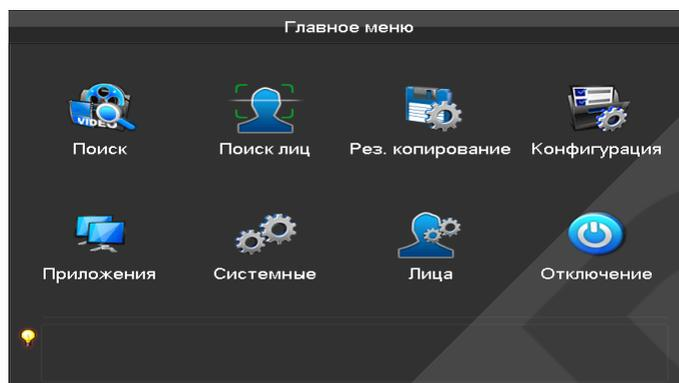 Главное меню
VIDEO
Поиск
Поиск лиц
Рез. копирование
Конфигурация
Приложения
Системные
Лица
Отключение